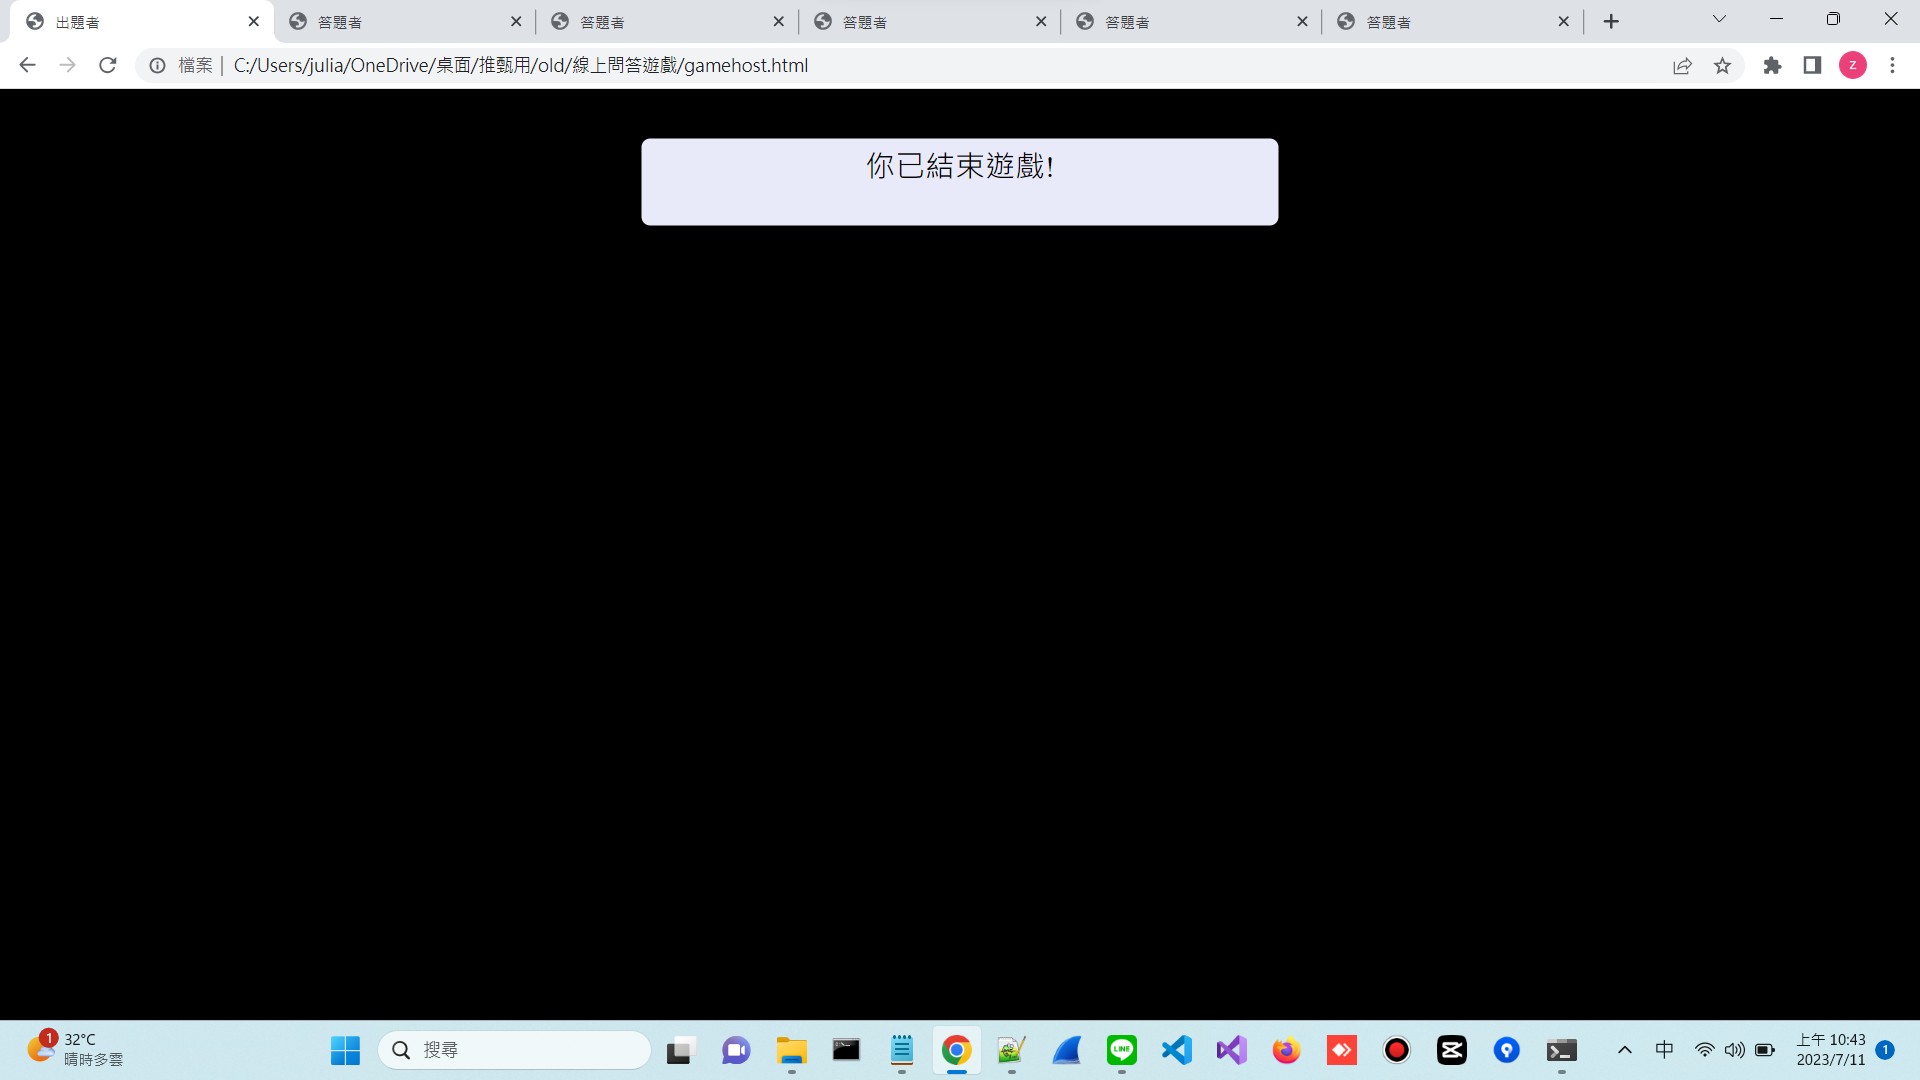 出題者
答題者
答題者
答題者
答題者
答題者
檔案 | C:/Users/julia/OneDrive/桌面/推甄用/old/線上問答遊戲/gamehost.html
Z
你已結束遊戲!
1
32°C
晴時多雲
搜尋
LINE
中
上午 10:43
2023/7/11
1